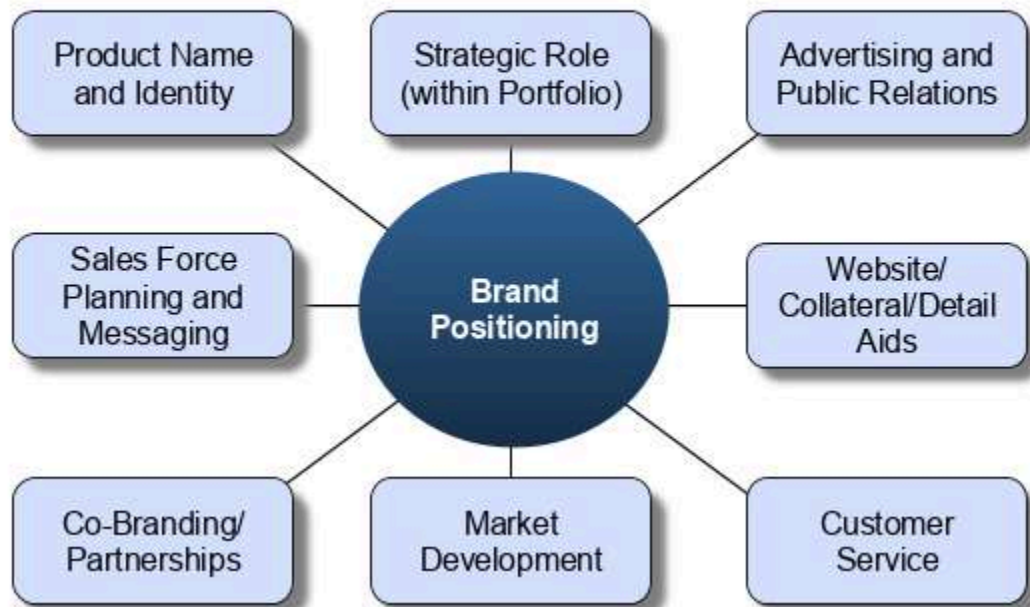 Product Name
and Identity
Strategic Role
(within Portfolio)
Advertising and
Public Relations
Sales Force
Planning and
Messaging
Brand
Positioning
Website/
Collateral/Detail
Aids
Co-Branding/
Partnerships
Market
Development
Customer
Service